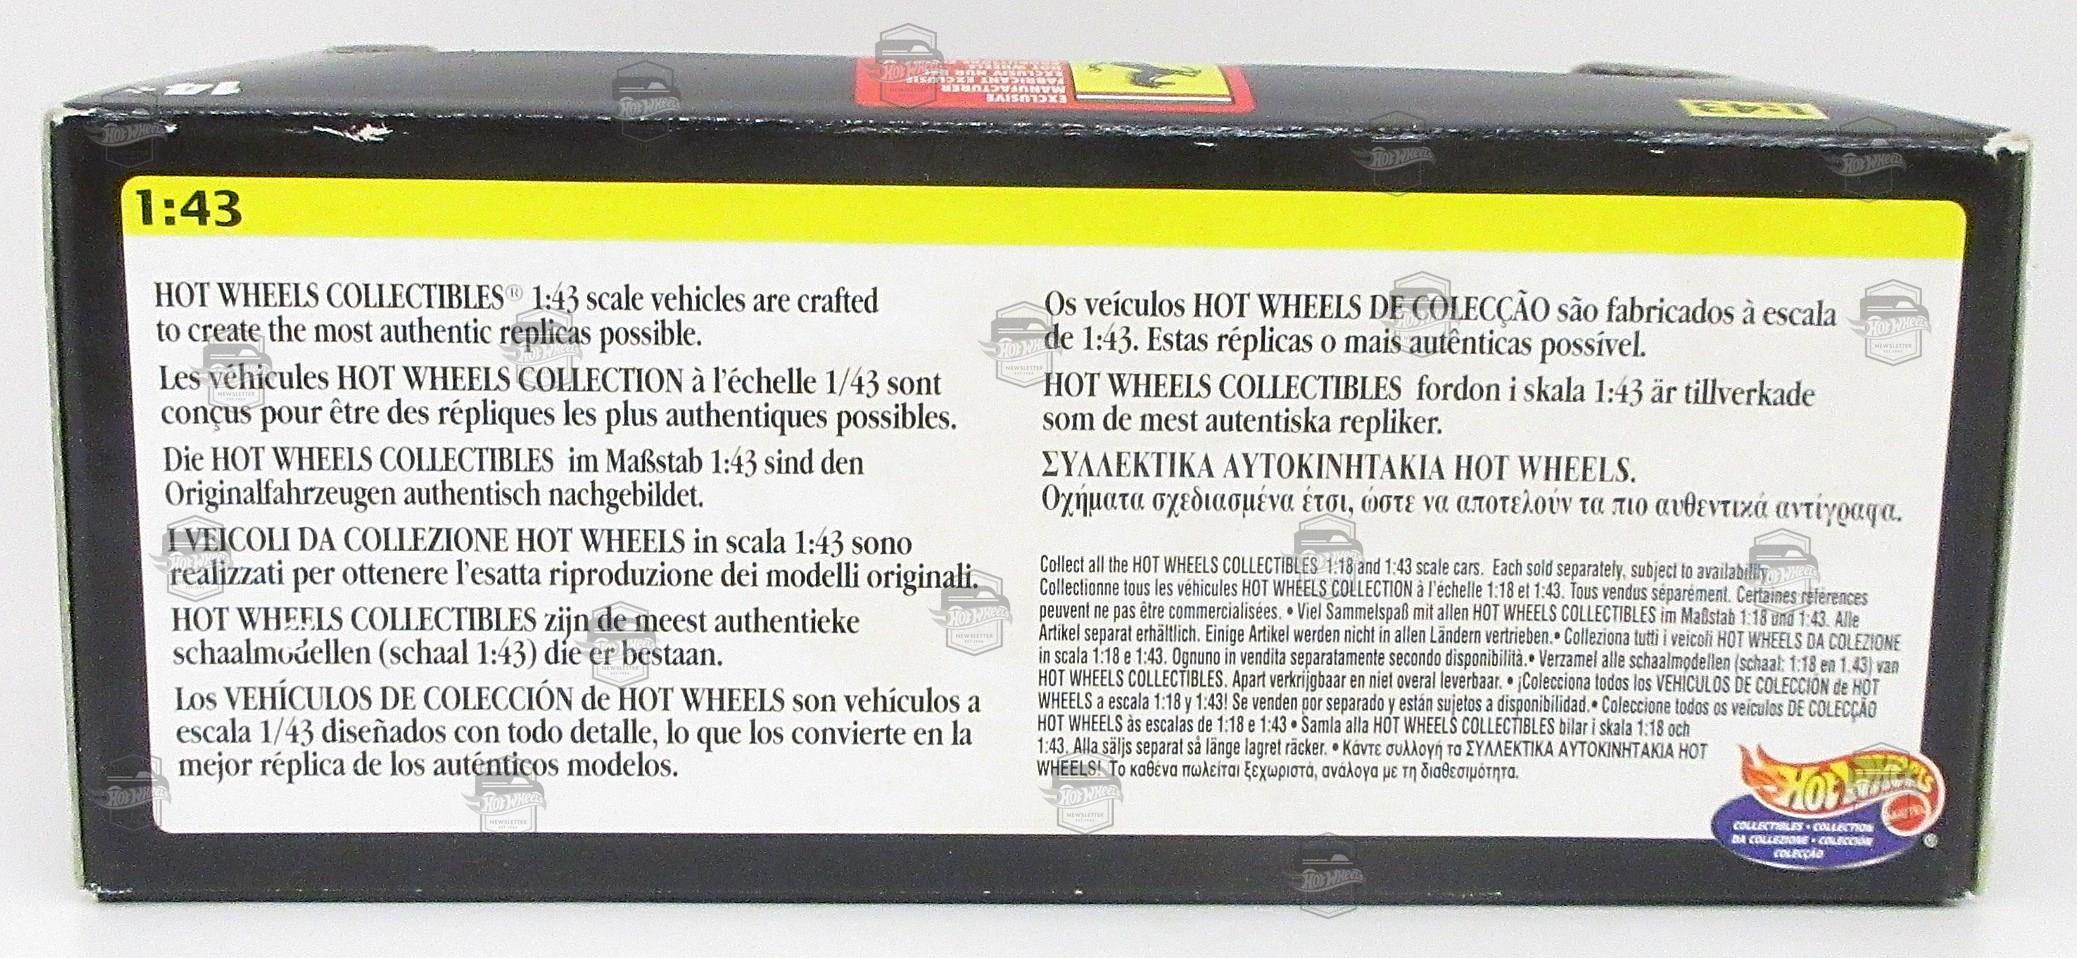 14+
EXCLUSIVE
MANUFACTURER
FABRICANT EXCLUSIF
1:43
1:43
HOT WHEELS COLLECTIBLES® 1:43 scale vehicles are crafted
to create the most authentic replicas possible.
Les véhicules HOT WHEELS COLLECTION à l'échelle 1/43 sont
conçus pour être des répliques les plus authentiques possibles.
Die HOT WHEELS COLLECTIBLES im Maßstab 1:43 sind den
Originalfahrzeugen authentisch nachgebildet.
I VEICOLI DA COLLEZIONE HOT WHEELS in scala 1:43 sono
realizzati per ottenere l'esatta riproduzione dei modelli originali.
HOT WHEELS COLLECTIBLES zijn de meest authentieke
schaalmodellen (schaal 1:43) die er bestaan.
Los VEHÍCULOS DE COLECCIÓN de HOT WHEELS son vehículos a
escala 1/43 diseñados con todo detalle, lo que los convierte en la
mejor réplica de los auténticos modelos.
Os veículos HOT WHEELS DE COLECÇÃO são fabricados à escala
de 1:43. Estas réplicas o mais autênticas possível.
HOT WHEELS COLLECTIBLES fordon i skala 1:43 är tillverkade
som de mest autentiska repliker.
ΣΥΛΛΕΚΤΙΚΑ ΑΥΤΟΚΙΝΗΤΑΚΙΑ HOT WHEELS.
Οχήματα σχεδιασμένα έτσι, ώστε να αποτελούν τα πιο αυθεντικά αντίγραφα.
Collect all the HOT WHEELS COLLECTIBLES 1:18 and 1:43 scale cars. Each sold separately, subject to availability.
Collectionne tous les véhicules HOT WHEELS COLLECTION à l'échelle 1:18 et 1:43. Tous vendus séparément. Certaines références
peuvent ne pas être commercialisées. • Viel Sammelspaß mit allen HOT WHEELS COLLECTIBLES im Maßstab 1:18 und 1:43. Alle
Artikel separat erhältlich. Einige Artikel werden nicht in allen Ländern vertrieben.• Colleziona tutti i veicoli HOT WHEELS DA COLEZIONE
in scala 1:18 e 1:43. Ognuno in vendita separatamente secondo disponibilità.• Verzamel alle schaalmodellen (schaal: 1:18 en 1.43) van
HOT WHEELS COLLECTIBLES. Apart verkrijgbaar en niet overal leverbaar. • ¡Colecciona todos los VEHICULOS DE COLECCIÓN de HOT
WHEELS a escala 1:18 y 1:43! Se venden por separado y están sujetos a disponibilidad.• Coleccione todos os veículos DE COLECÇÃO
HOT WHEELS às escalas de 1:18 e 1:43 • Samla alla HOT WHEELS COLLECTIBLES bilar i skala 1:18 och
1:43. Alla säljs separat så länge lagret räcker. • Κάντε συλλογή τα ΣΥΛΛΕΚΤΙΚΑ ΑΥΤΟΚΙΝΗΤΑΚΙΑ HOT
WHEELS! Το καθένα πωλείται ξεχωριστά, ανάλογα με τη διαθεσιμότητα.
Hot Wheels
MATTEL
COLLECTIBLES • COLLECTION
DA COLLEZIONE • COLECCIÓN
COLECÇÃO